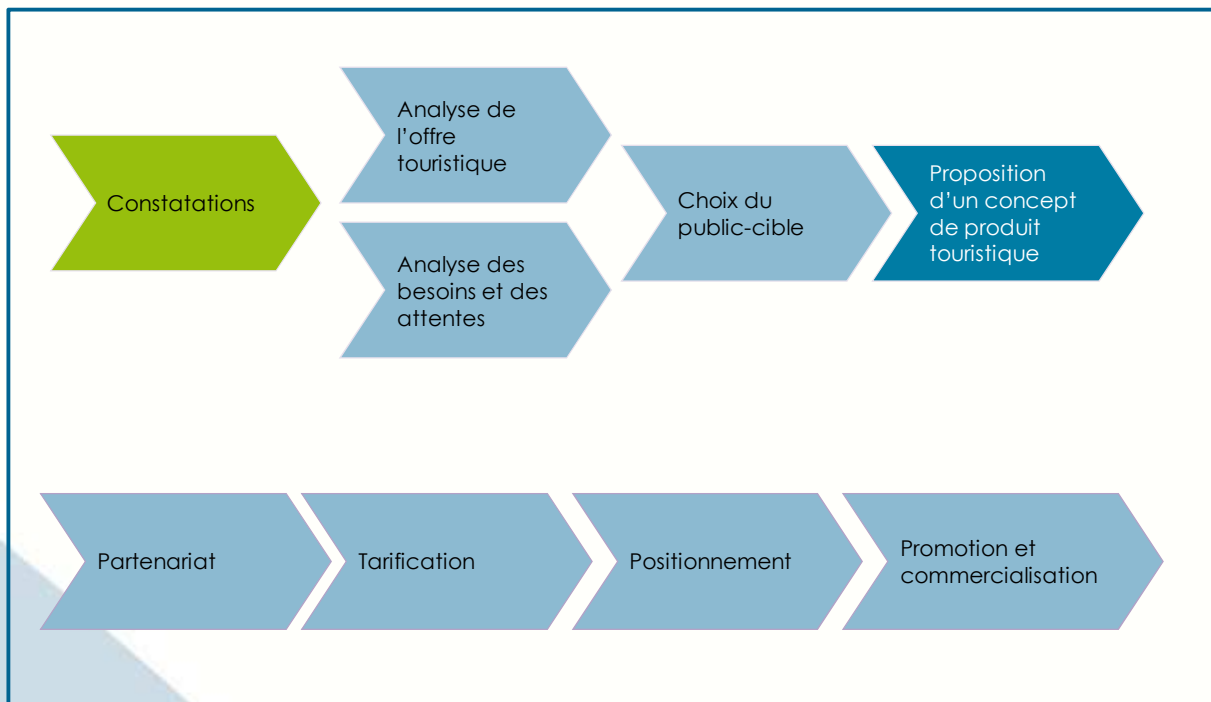 Constatations
Analyse de
l’offre
touristique
Analyse des
besoins et des
attentes
Choix du
public-cible
Proposition
d’un concept
de produit
touristique
Partenariat
Tarification
Positionnement
Promotion et
commercialisation